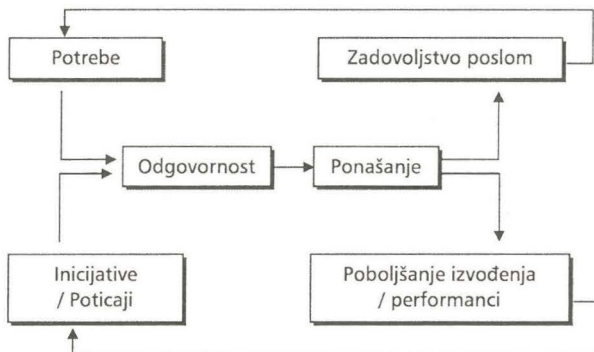 Potrebe
Zadovoljstvo poslom
Odgovornost
Ponašanje
Inicijative
/ Poticaji
Poboljšanje izvođenja
/ performanci